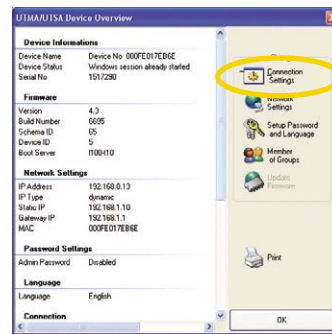 UTMA/UTSA Device Overview
Device Informations
Device Name Device No 000FE017EB6E
Device Status Windows session already started
Serial No 1517290
Firmware
Version 4.3
Build Number 6695
Schema ID 65
Device ID 5
Boot Server I100410
Network Settings
IP Address 192.168.0.13
IP Type dynamic
Static IP 192.168.1.10
Gateway IP 192.168.1.1
MAC 000FE017EB6E
Password Settings
Admin Password Disabled
Language
Language English
Connection
Connection
Settings
Network
Settings
Setup Password
and Language
Member
of Groups
Update
Firmware
Print
OK